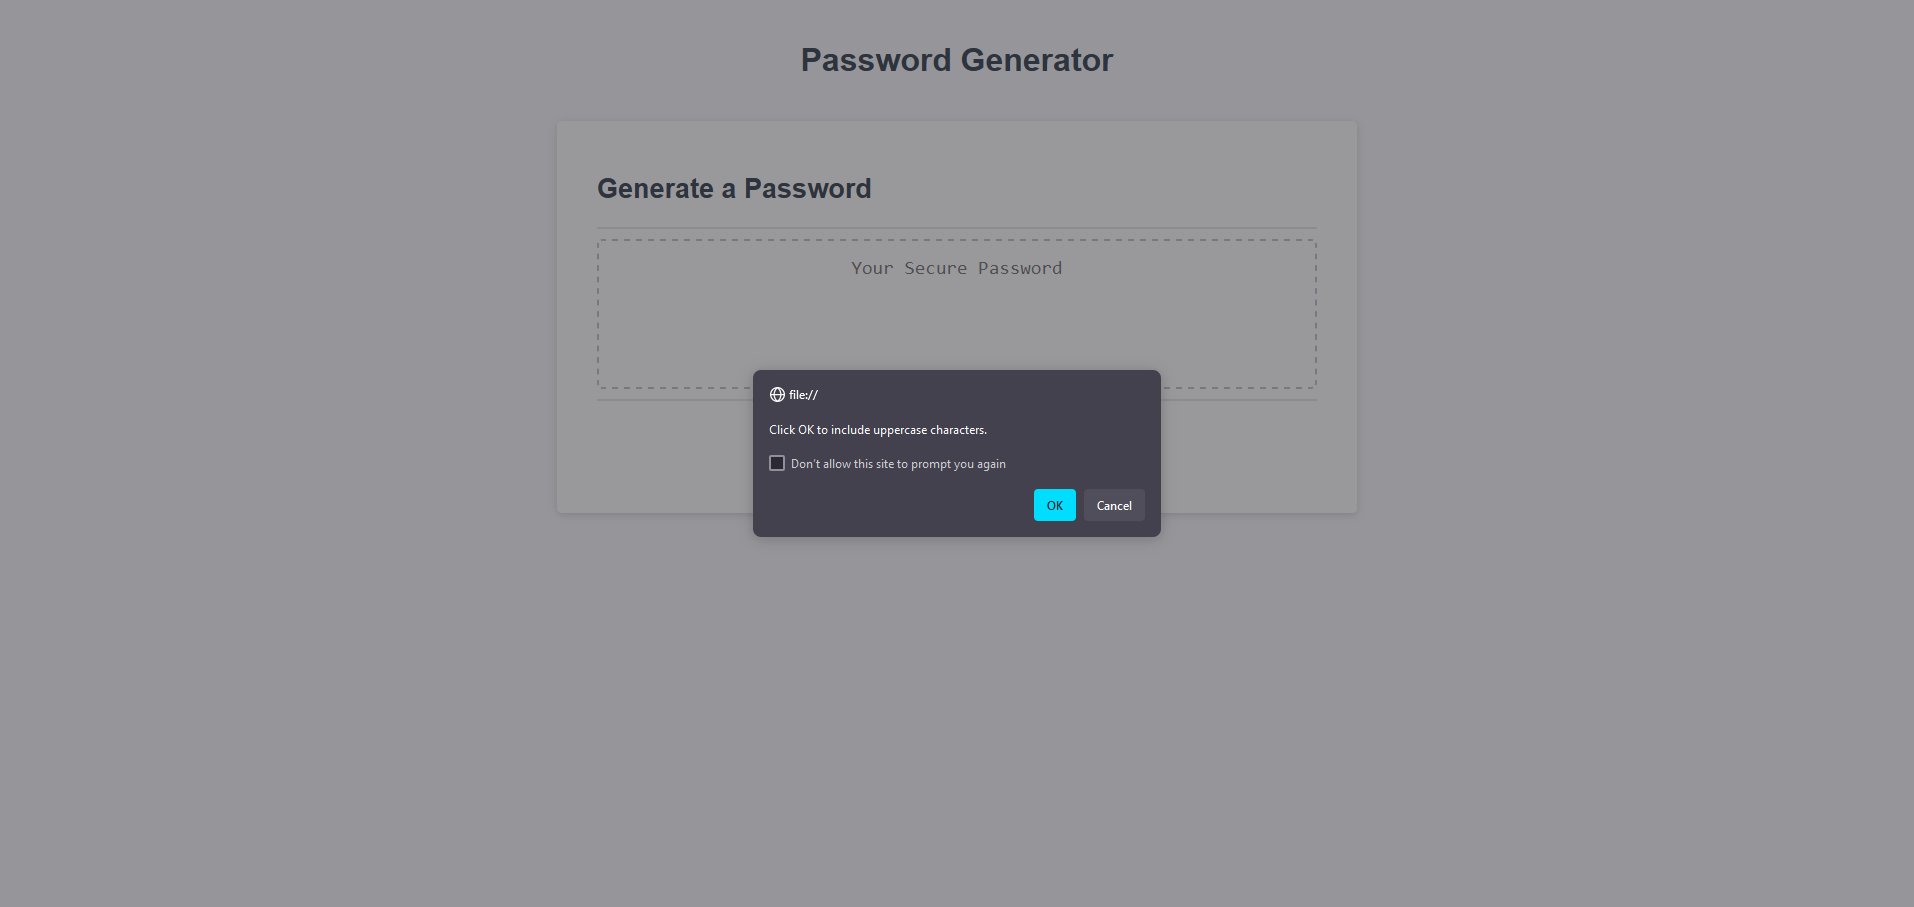 Password Generator
Generate a Password
Your Secure Password
file://
Click OK to include uppercase characters.
Don't allow this site to prompt you again
OK Cancel